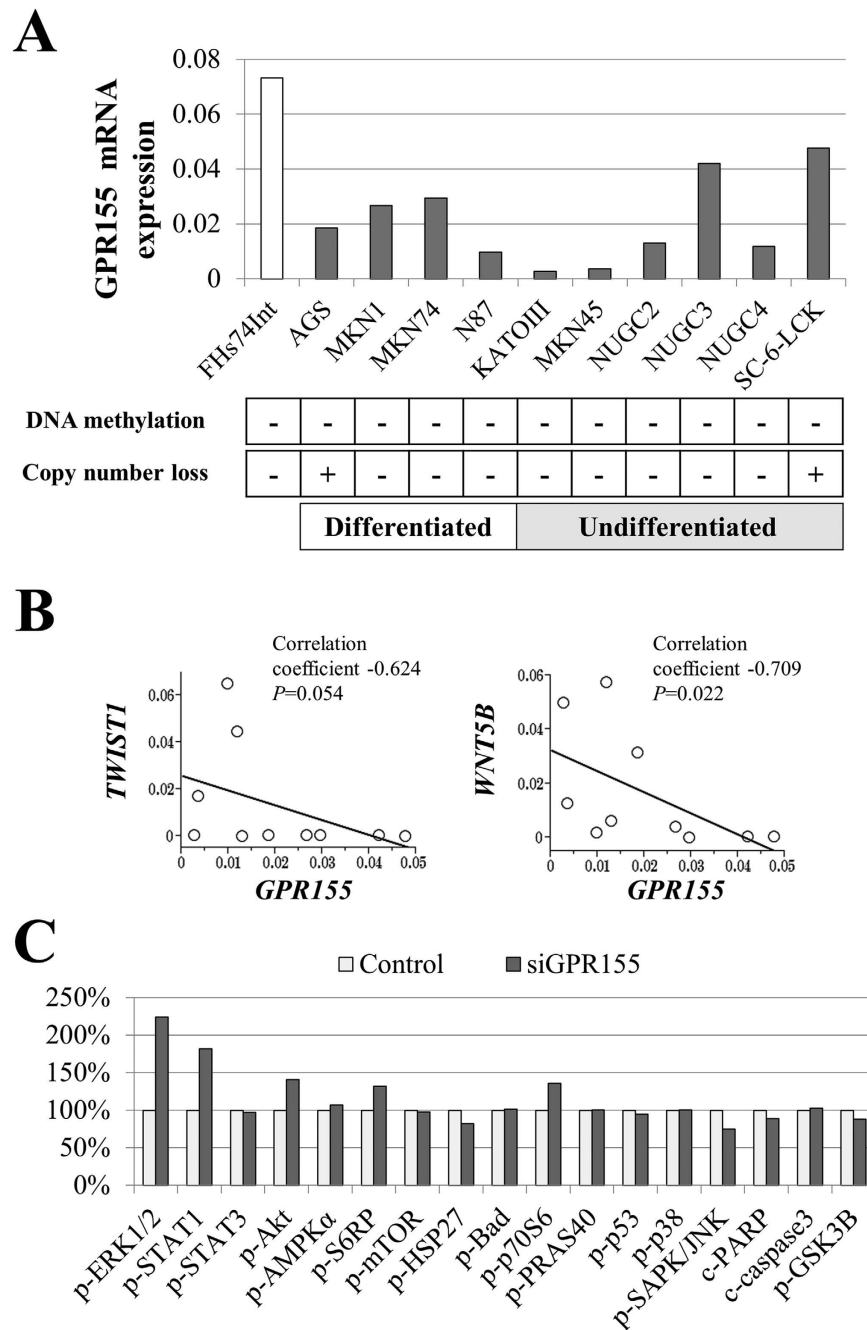 A
GPR155 mRNA
expression
0.08
0.06
0.04
0.02
0
FHs74Int
AGS
MKN1
MKN74
N87
KATOIII
MKN45
NUGC2
NUGC3
NUGC4
SC-6-LCK
DNA methylation - - - - - - - - - - -
Copy number loss - + - - - - - - - - +
Differentiated Undifferentiated
B
Correlation
coefficient -0.624
P=0.054
TWIST1
0.06
0.04
0.02
0
0 0.01 0.02 0.03 0.04 0.05
GPR155
Correlation
coefficient -0.709
P=0.022
WNT5B
0.06
0.04
0.02
0
0 0.01 0.02 0.03 0.04 0.05
GPR155
C
Control siGPR155
250%
200%
150%
100%
50%
0%
p-ERK1/2
p-STAT1
p-STAT3
p-Akt
p-AMPKα
p-S6RP
p-mTOR
p-HSP27
p-Bad
p-p70S6
p-PRAS40
p-p53
p-p38
p-SAPK/JNK
c-PARP
c-caspase3
p-GSK3B